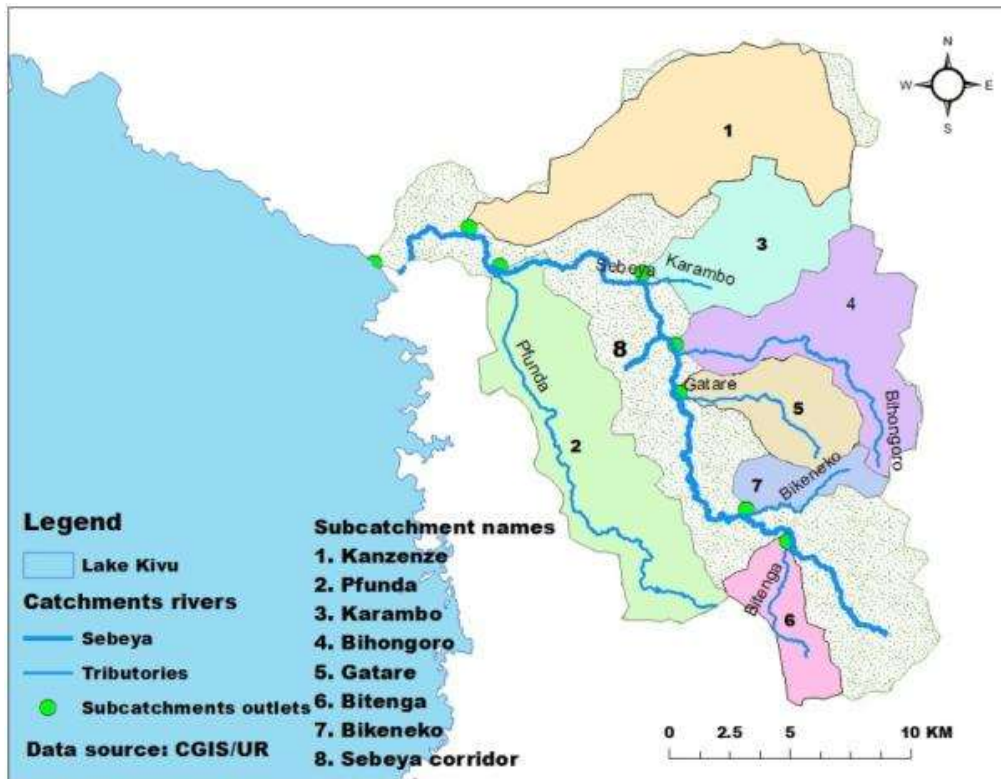 N
W E
S
1
3
Sebeya
Karambo
4
8
Pfunda
Gatare
5
Bihongoro
2
7
Bikeneko
Bitenga
6
Legend
Lake Kivu
Catchments rivers
Sebeya
Tributories
Subcatchments outlets
Data source: CGIS/UR
Subcatchment names
1. Kanzenze
2. Pfunda
3. Karambo
4. Bihongoro
5. Gatare
6. Bitenga
7. Bikeneko
8. Sebeya corridor
0 2.5 5 10 KM